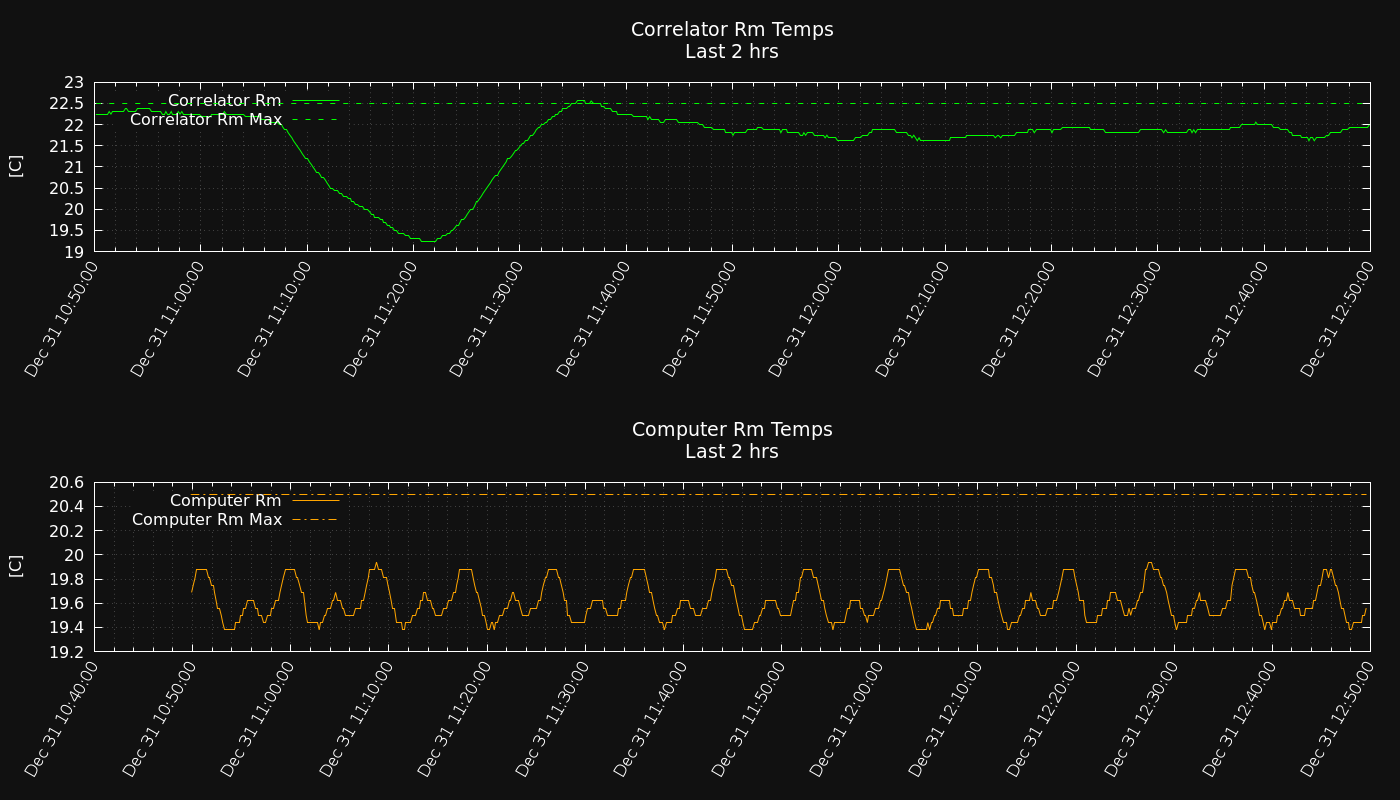 Correlator Rm Temps
Last 2 hrs
23
22.5
22
21.5
21
20.5
20
19.5
19
[C]
Correlator Rm
Correlator Rm Max
Dec 31 10:50:00
Dec 31 11:00:00
Dec 31 11:10:00
Dec 31 11:20:00
Dec 31 11:30:00
Dec 31 11:40:00
Dec 31 11:50:00
Dec 31 12:00:00
Dec 31 12:10:00
Dec 31 12:20:00
Dec 31 12:30:00
Dec 31 12:40:00
Dec 31 12:50:00
Computer Rm Temps
Last 2 hrs
20.6
20.4
20.2
20
19.8
19.6
19.4
19.2
[C]
Computer Rm
Computer Rm Max
Dec 31 10:40:00
Dec 31 10:50:00
Dec 31 11:00:00
Dec 31 11:10:00
Dec 31 11:20:00
Dec 31 11:30:00
Dec 31 11:40:00
Dec 31 11:50:00
Dec 31 12:00:00
Dec 31 12:10:00
Dec 31 12:20:00
Dec 31 12:30:00
Dec 31 12:40:00
Dec 31 12:50:00